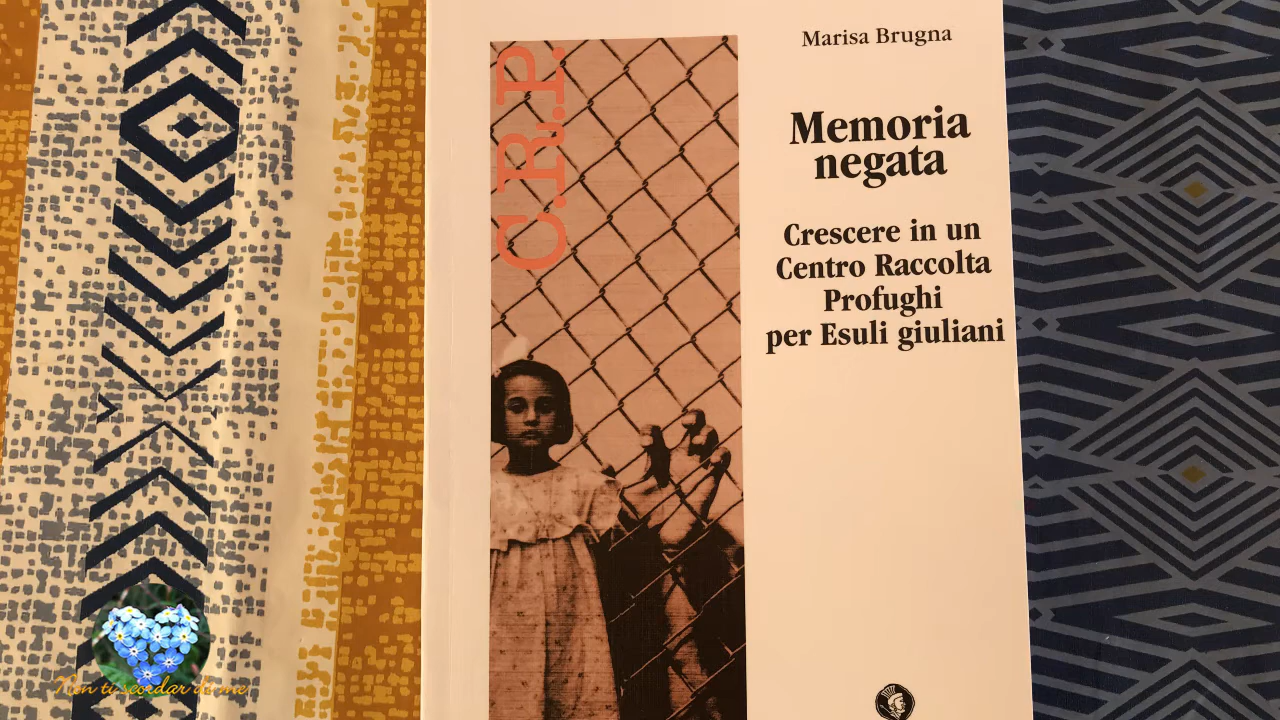 C.R.P.
Marisa Brugna
Memoria
negata
Crescere in un
Centro Raccolta
Profughi
per Esuli giuliani
Non ti scordar di me